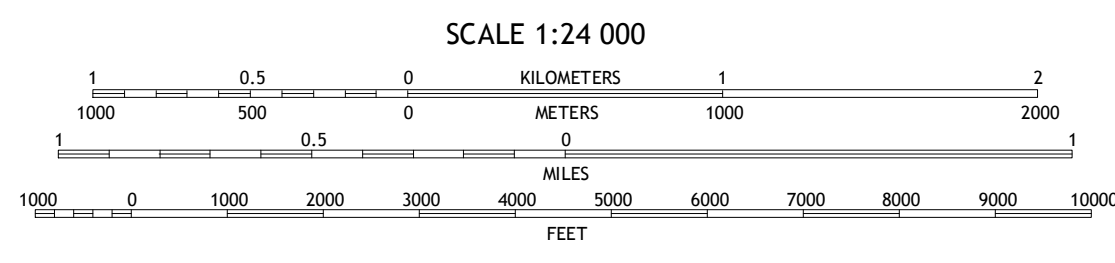 SCALE 1:24 000
1 0.5 0 KILOMETERS 1 2
1000 500 0 METERS 1000 2000
1 0.5 0 1
MILES
1000 0 1000 2000 3000 4000 5000 6000 7000 8000 9000 10000
FEET